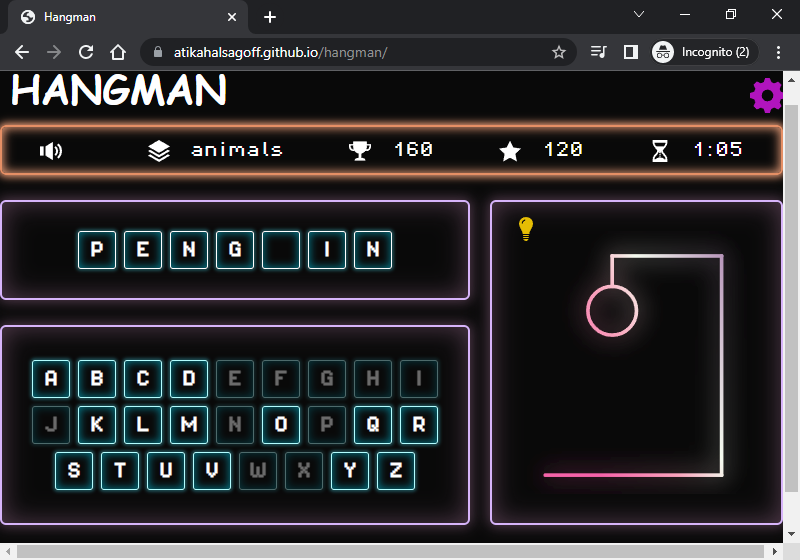 Hangman
atikahalsagoff.github.io/hangman/
Incognito (2)
HANGMAN
animals 160 120 1:05
P E N G I N
A B C D E F G H I
J K L M N O P Q R
S T U V W X Y Z